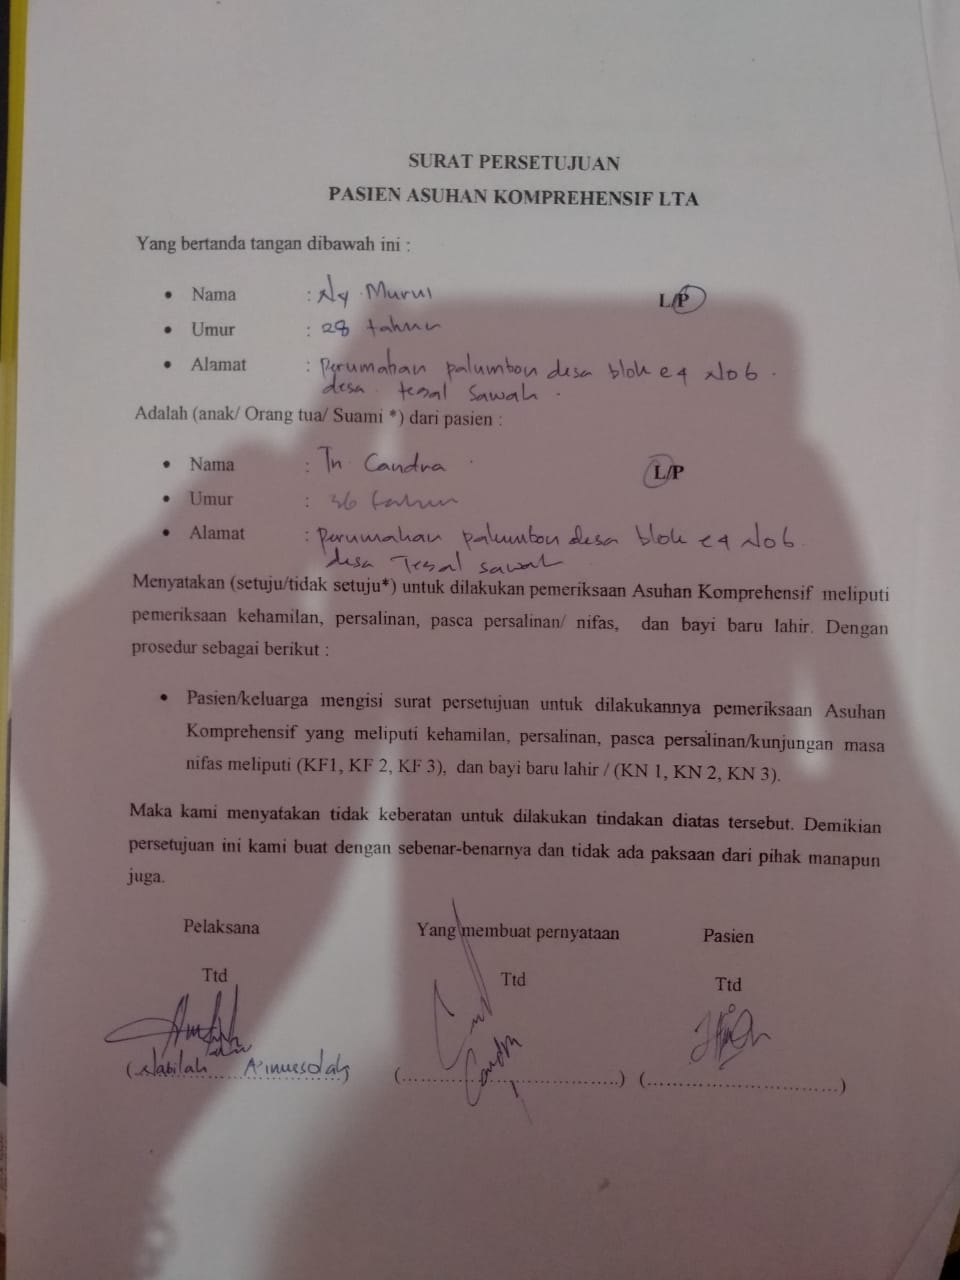 SURAT PERSETUJUAN
PASIEN ASUHAN KOMPREHENSIF LTA
Yang bertanda tangan dibawah ini :
• Nama : Ny Murul L/P
• Umur : 28 tahun
• Alamat : Perumahan palumbon desa blok e4 No 6 .
desa tegal Sawah .
Adalah (anak/ Orang tua/ Suami *) dari pasien :
• Nama : Tn Candra L/P
• Umur : 36 tahun
• Alamat : perumahan palumbon desa blok e4 No 6
desa Tegal sawah
Menyatakan (setuju/tidak setuju*) untuk dilakukan pemeriksaan Asuhan Komprehensif meliputi
pemeriksaan kehamilan, persalinan, pasca persalinan/ nifas, dan bayi baru lahir. Dengan
prosedur sebagai berikut :
• Pasien/keluarga mengisi surat persetujuan untuk dilakukannya pemeriksaan Asuhan
Komprehensif yang meliputi kehamilan, persalinan, pasca persalinan/kunjungan masa
nifas meliputi (KF1, KF 2, KF 3), dan bayi baru lahir / (KN 1, KN 2, KN 3).
Maka kami menyatakan tidak keberatan untuk dilakukan tindakan diatas tersebut. Demikian
persetujuan ini kami buat dengan sebenar-benarnya dan tidak ada paksaan dari pihak manapun
juga.
Pelaksana Yang membuat pernyataan Pasien
Ttd Ttd Ttd
(Nabilah (..............................) (..............................)